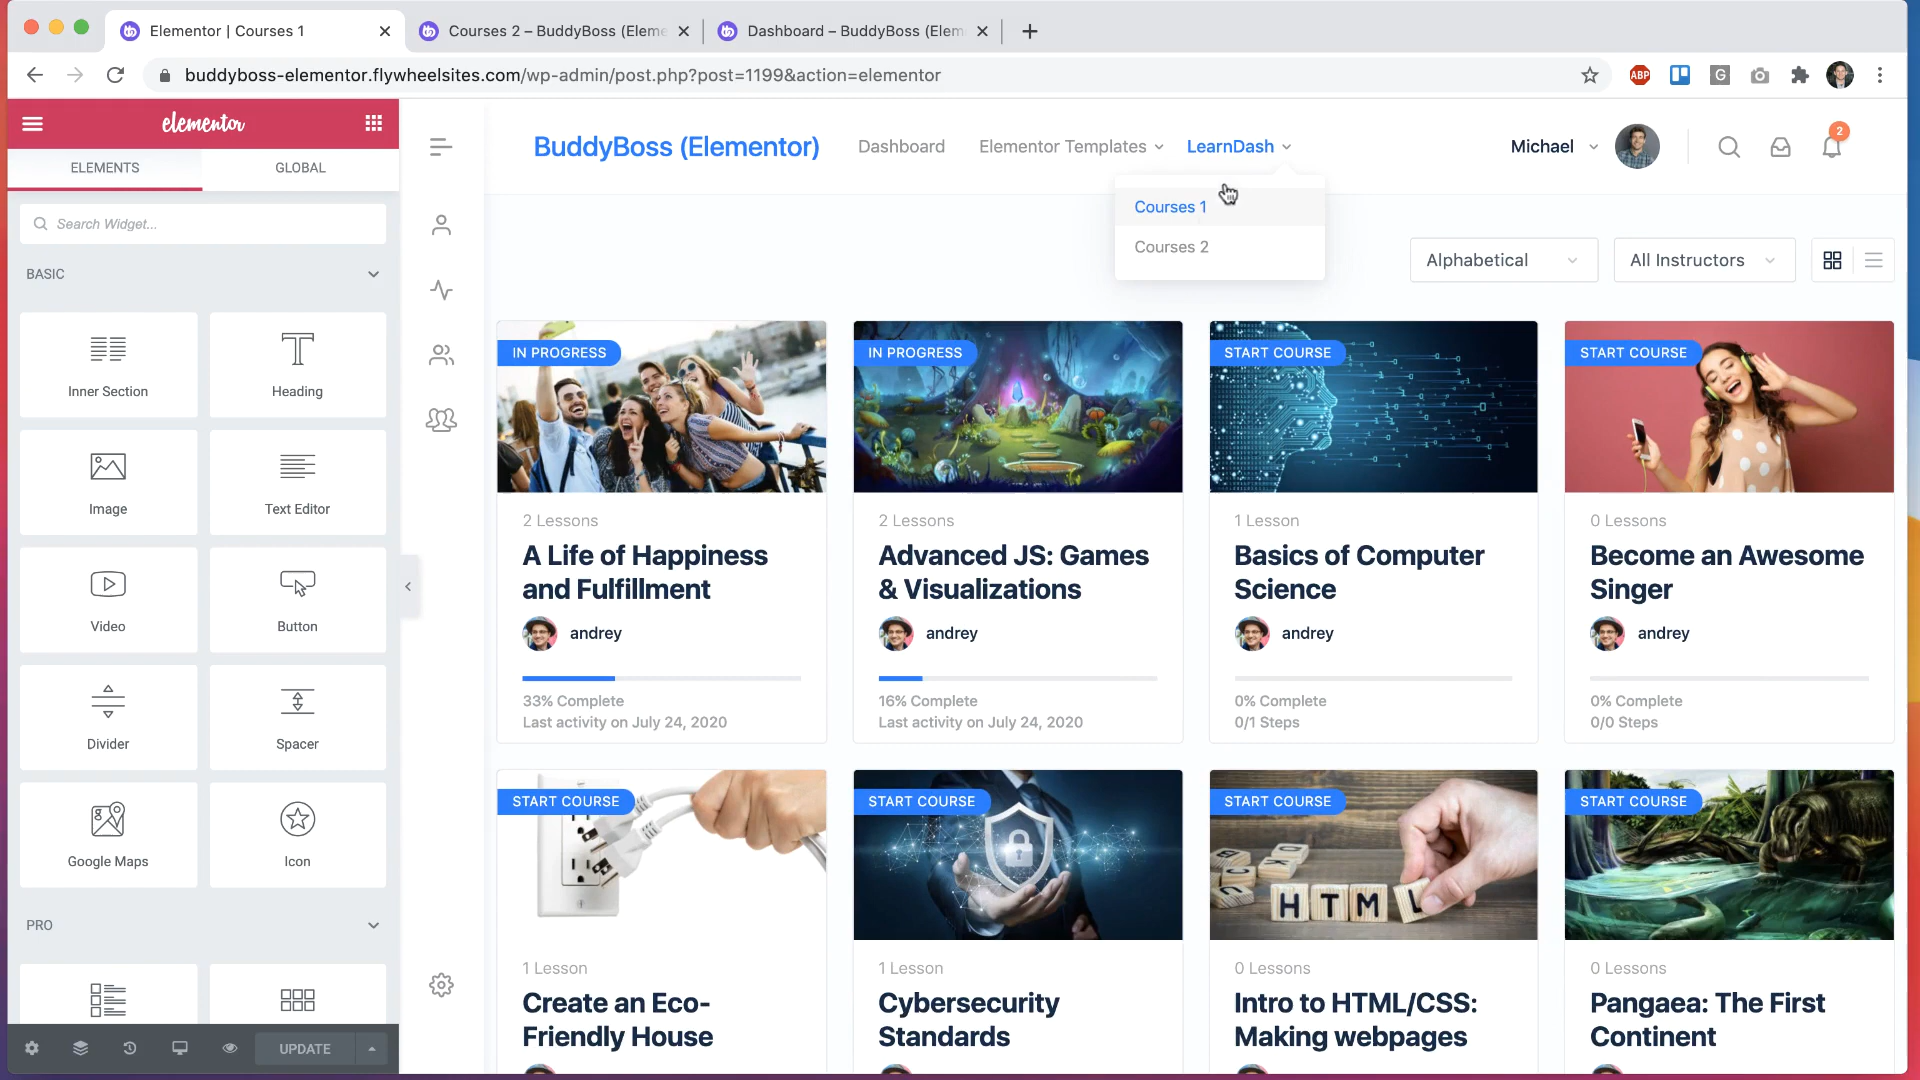 Elementor | Courses 1
Courses 2 – BuddyBoss (Eleme
Dashboard – BuddyBoss (Elem
buddyboss-elementor.flywheelsites.com/wp-admin/post.php?post=1199&action=elementor
ABP
G
elementor
ELEMENTS
GLOBAL
Search Widget...
BASIC
Inner Section
Heading
Image
Text Editor
Video
Button
Divider
Spacer
Google Maps
Icon
PRO
UPDATE
BuddyBoss (Elementor)
Dashboard
Elementor Templates
LearnDash
Michael
2
Courses 1
Courses 2
Alphabetical
All Instructors
IN PROGRESS
2 Lessons
A Life of Happiness
and Fulfillment
andrey
33% Complete
Last activity on July 24, 2020
IN PROGRESS
2 Lessons
Advanced JS: Games
& Visualizations
andrey
16% Complete
Last activity on July 24, 2020
START COURSE
1 Lesson
Basics of Computer
Science
andrey
0% Complete
0/1 Steps
START COURSE
0 Lessons
Become an Awesome
Singer
andrey
0% Complete
0/0 Steps
START COURSE
1 Lesson
Create an Eco-
Friendly House
START COURSE
1 Lesson
Cybersecurity
Standards
START COURSE
HTML
0 Lessons
Intro to HTML/CSS:
Making webpages
START COURSE
0 Lessons
Pangaea: The First
Continent